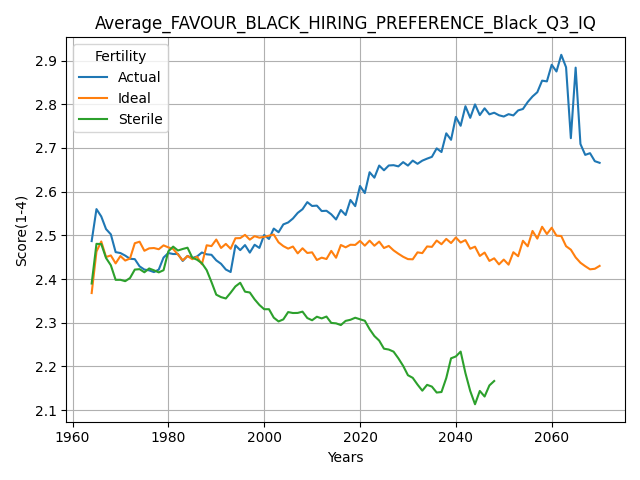 Average_FAVOUR_BLACK_HIRING_PREFERENCE_Black_Q3_IQ
Fertility
Actual
Ideal
Sterile
Score(1-4)
2.9
2.8
2.7
2.6
2.5
2.4
2.3
2.2
2.1
1960 1980 2000 2020 2040 2060
Years